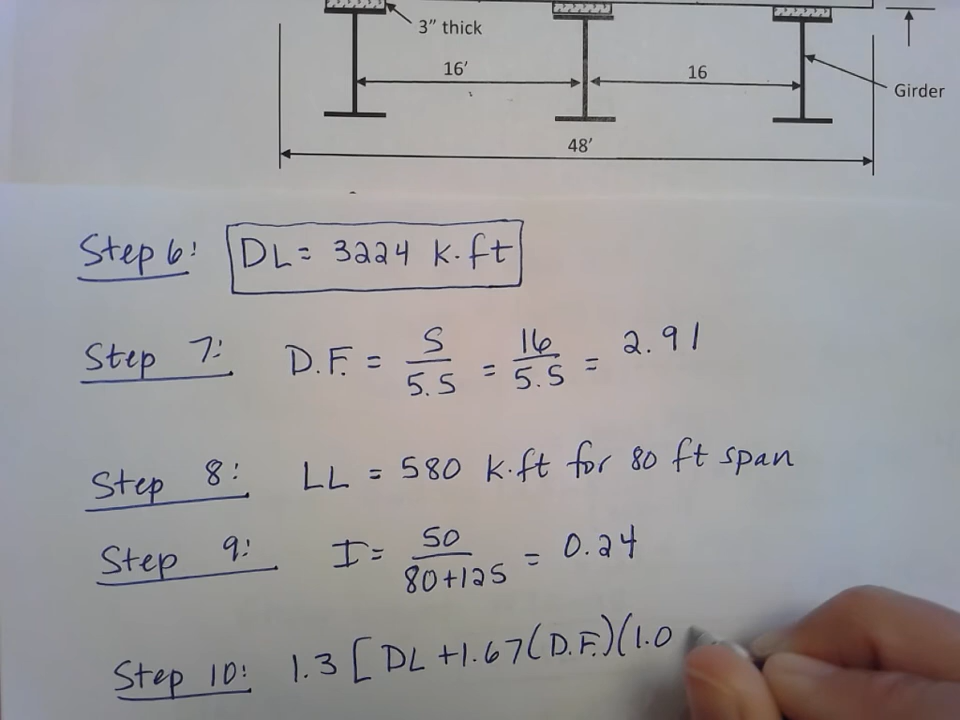 3” thick
16’
16
Girder
48’
Step 6: DL = 3224 k.ft
Step 7: D.F. = S/5.5 = 16/5.5 = 2.91
Step 8: LL = 580 k.ft for 80 ft span
Step 9: I = 50/80+125 = 0.24
Step 10: 1.3 [ DL +1.67(D.F.)(1.0